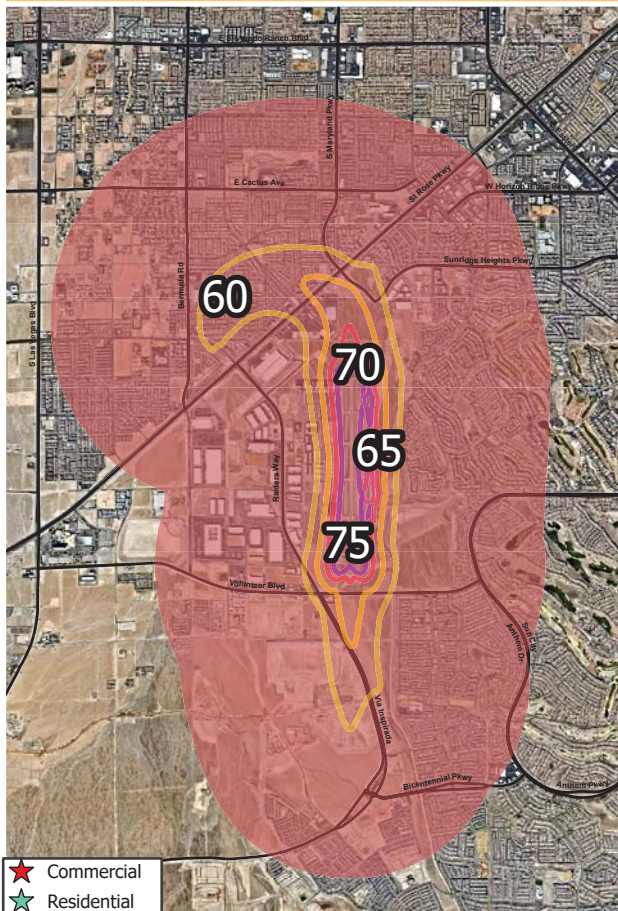 Ranch Blvd
S Maryland Pkwy
E Cactus Ave
St Rose Pkwy
W Horizon Ridge Pkwy
Sunridge Heights Pkwy
Bermuda Rd
60
S Las Vegas Blvd
70
65
Raiders Way
75
Volunteer Blvd
Sun City
Anthem Dr
Via Inspirada
Bicentennial Pkwy
Anthem Pkwy
Commercial
Residential